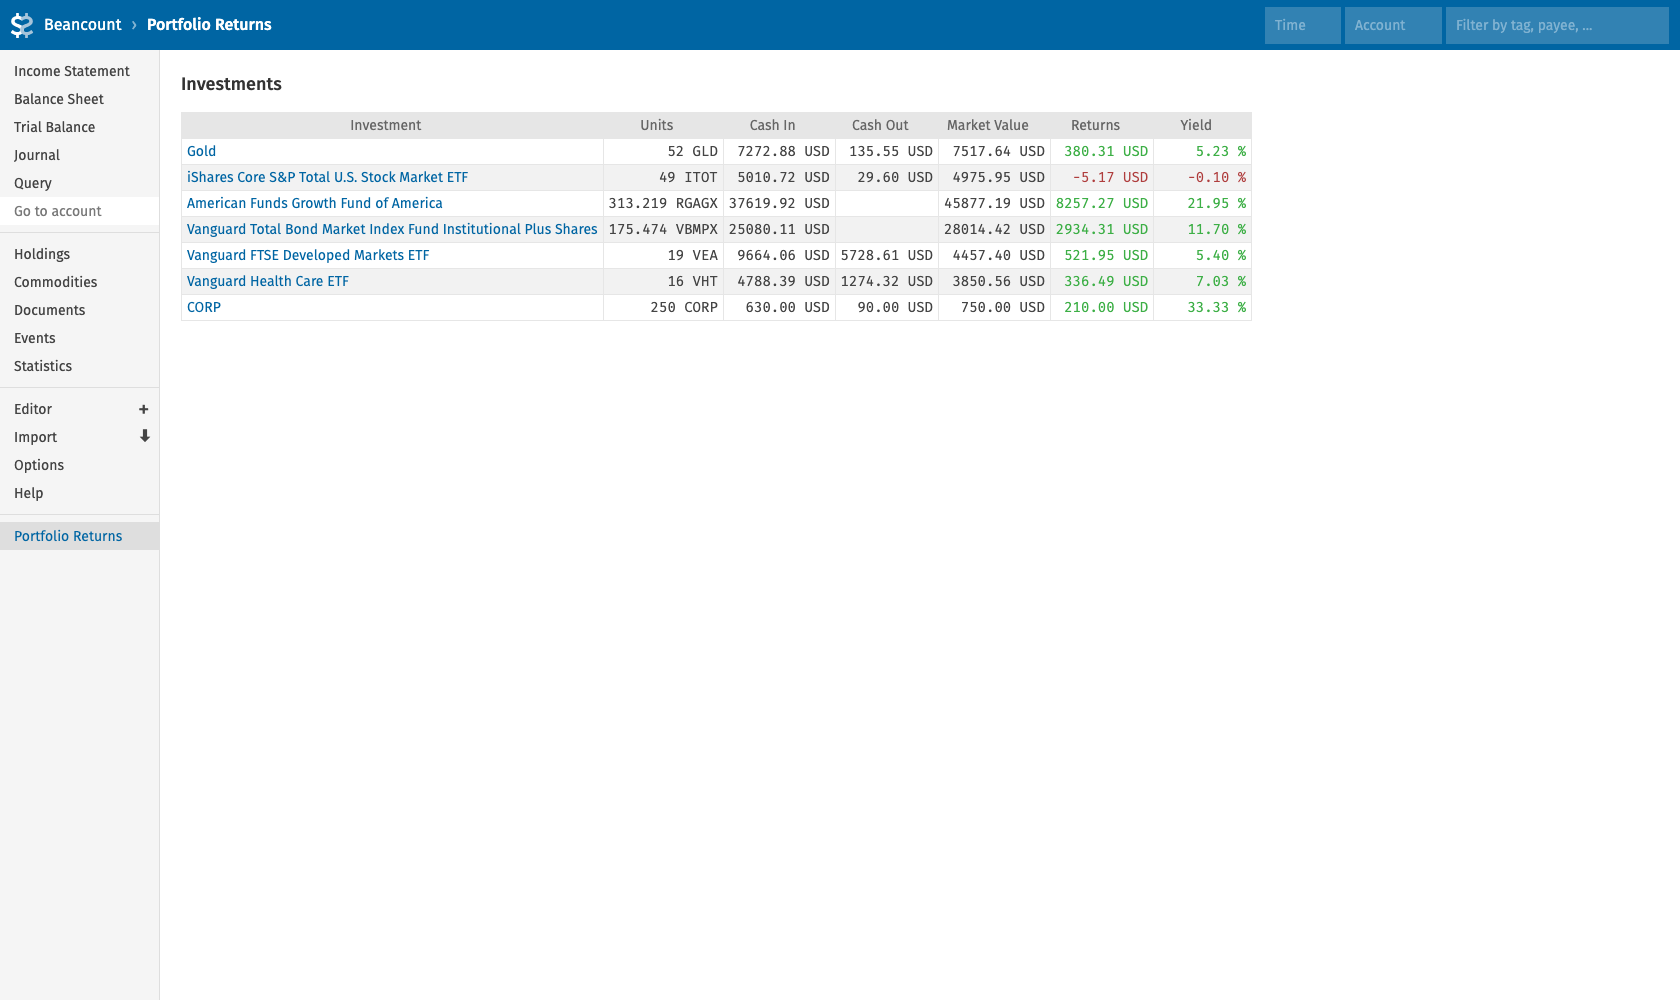 Beancount › Portfolio Returns
Time Account Filter by tag, payee, ...
Income Statement
Balance Sheet
Trial Balance
Journal
Query
Go to account
Holdings
Commodities
Documents
Events
Statistics
Editor +
Import
Options
Help
Portfolio Returns
Investments
Investment Units Cash In Cash Out Market Value Returns Yield
Gold 52 GLD 7272.88 USD 135.55 USD 7517.64 USD 380.31 USD 5.23 %
iShares Core S&P Total U.S. Stock Market ETF 49 ITOT 5010.72 USD 29.60 USD 4975.95 USD -5.17 USD -0.10 %
American Funds Growth Fund of America 313.219 RGAGX 37619.92 USD 45877.19 USD 8257.27 USD 21.95 %
Vanguard Total Bond Market Index Fund Institutional Plus Shares 175.474 VBMPX 25080.11 USD 28014.42 USD 2934.31 USD 11.70 %
Vanguard FTSE Developed Markets ETF 19 VEA 9664.06 USD 5728.61 USD 4457.40 USD 521.95 USD 5.40 %
Vanguard Health Care ETF 16 VHT 4788.39 USD 1274.32 USD 3850.56 USD 336.49 USD 7.03 %
CORP 250 CORP 630.00 USD 90.00 USD 750.00 USD 210.00 USD 33.33 %